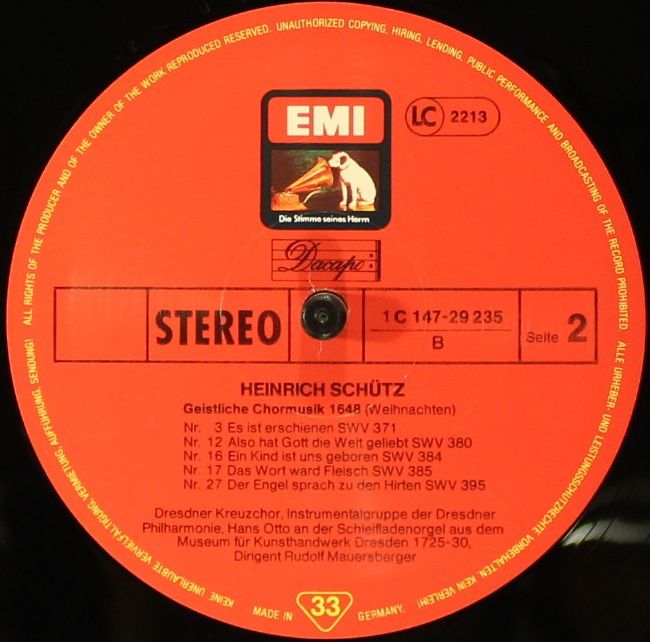 ALL RIGHTS OF THE PRODUCER AND OF THE OWNER OF THE WORK REPRODUCED RESERVED. UNAUTHORIZED COPYING, HIRING, LENDING, PUBLIC PERFORMANCE AND BROADCASTING OF THE RECORD PROHIBITED.
EMI
LC 2213
Die Stimme seines Herrn
Dacapo
STEREO
1 C 147-29 235
B
Seite 2
HEINRICH SCHÜTZ
Geistliche Chormusik 1648 (Weihnachten)
Nr. 3 Es ist erschienen SWV 371
Nr. 12 Also hat Gott die Welt geliebt SWV 380
Nr. 16 Ein Kind ist uns geboren SWV 384
Nr. 17 Das Wort ward Fleisch SWV 385
Nr. 27 Der Engel sprach zu den Hirten SWV 395
Dresdner Kreuzchor, Instrumentalgruppe der Dresdner
Philharmonie, Hans Otto an der Schleifladenorgel aus dem
Museum für Kunsthandwerk Dresden 1725-30,
Dirigent Rudolf Mauersberger
ALLE URHEBER- UND LEISTUNGSSCHUTZRECHTE VORBEHALTEN. KEIN VERLEIH! KEINE UNERLAUBTE VERVIELFÄLTIGUNG, VERMIETUNG, AUFFÜHRUNG, SENDUNG!
MADE IN 33 GERMANY.